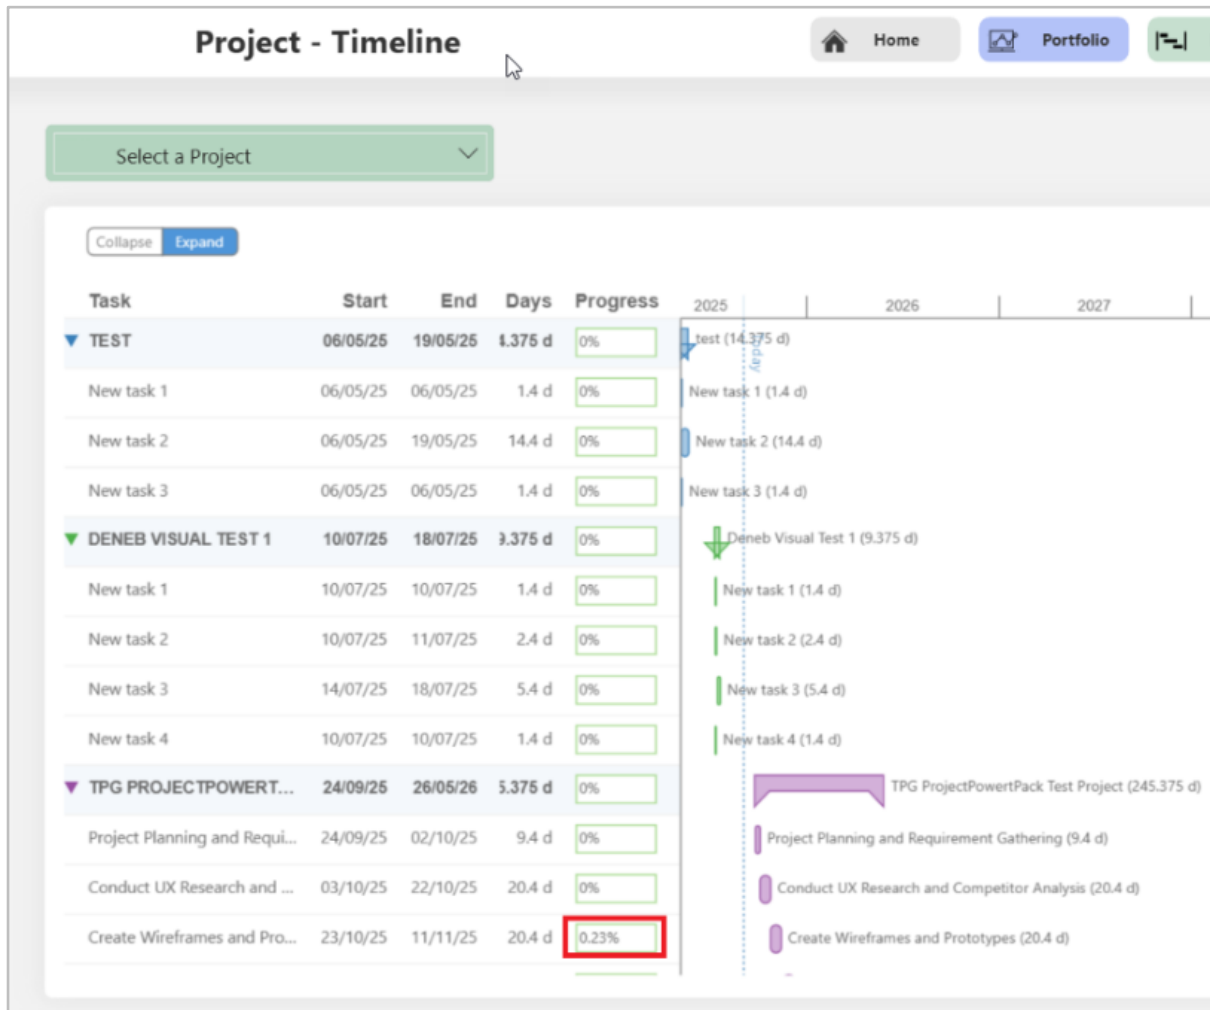 Project - Timeline
Home
Portfolio
Select a Project
Collapse Expand
Task Start End Days Progress 2025 2026 2027
TEST 06/05/25 19/05/25 4.375 d 0% test (14.375 d)
Today
New task 1 06/05/25 06/05/25 1.4 d 0% New task 1 (1.4 d)
New task 2 06/05/25 19/05/25 14.4 d 0% New task 2 (14.4 d)
New task 3 06/05/25 06/05/25 1.4 d 0% New task 3 (1.4 d)
DENEB VISUAL TEST 1 10/07/25 18/07/25 9.375 d 0% Deneb Visual Test 1 (9.375 d)
New task 1 10/07/25 10/07/25 1.4 d 0% New task 1 (1.4 d)
New task 2 10/07/25 11/07/25 2.4 d 0% New task 2 (2.4 d)
New task 3 14/07/25 18/07/25 5.4 d 0% New task 3 (5.4 d)
New task 4 10/07/25 10/07/25 1.4 d 0% New task 4 (1.4 d)
TPG PROJECTPOWERT... 24/09/25 26/05/26 5.375 d 0% TPG ProjectPowertPack Test Project (245.375 d)
Project Planning and Requi... 24/09/25 02/10/25 9.4 d 0% Project Planning and Requirement Gathering (9.4 d)
Conduct UX Research and ... 03/10/25 22/10/25 20.4 d 0% Conduct UX Research and Competitor Analysis (20.4 d)
Create Wireframes and Pro... 23/10/25 11/11/25 20.4 d 0.23% Create Wireframes and Prototypes (20.4 d)